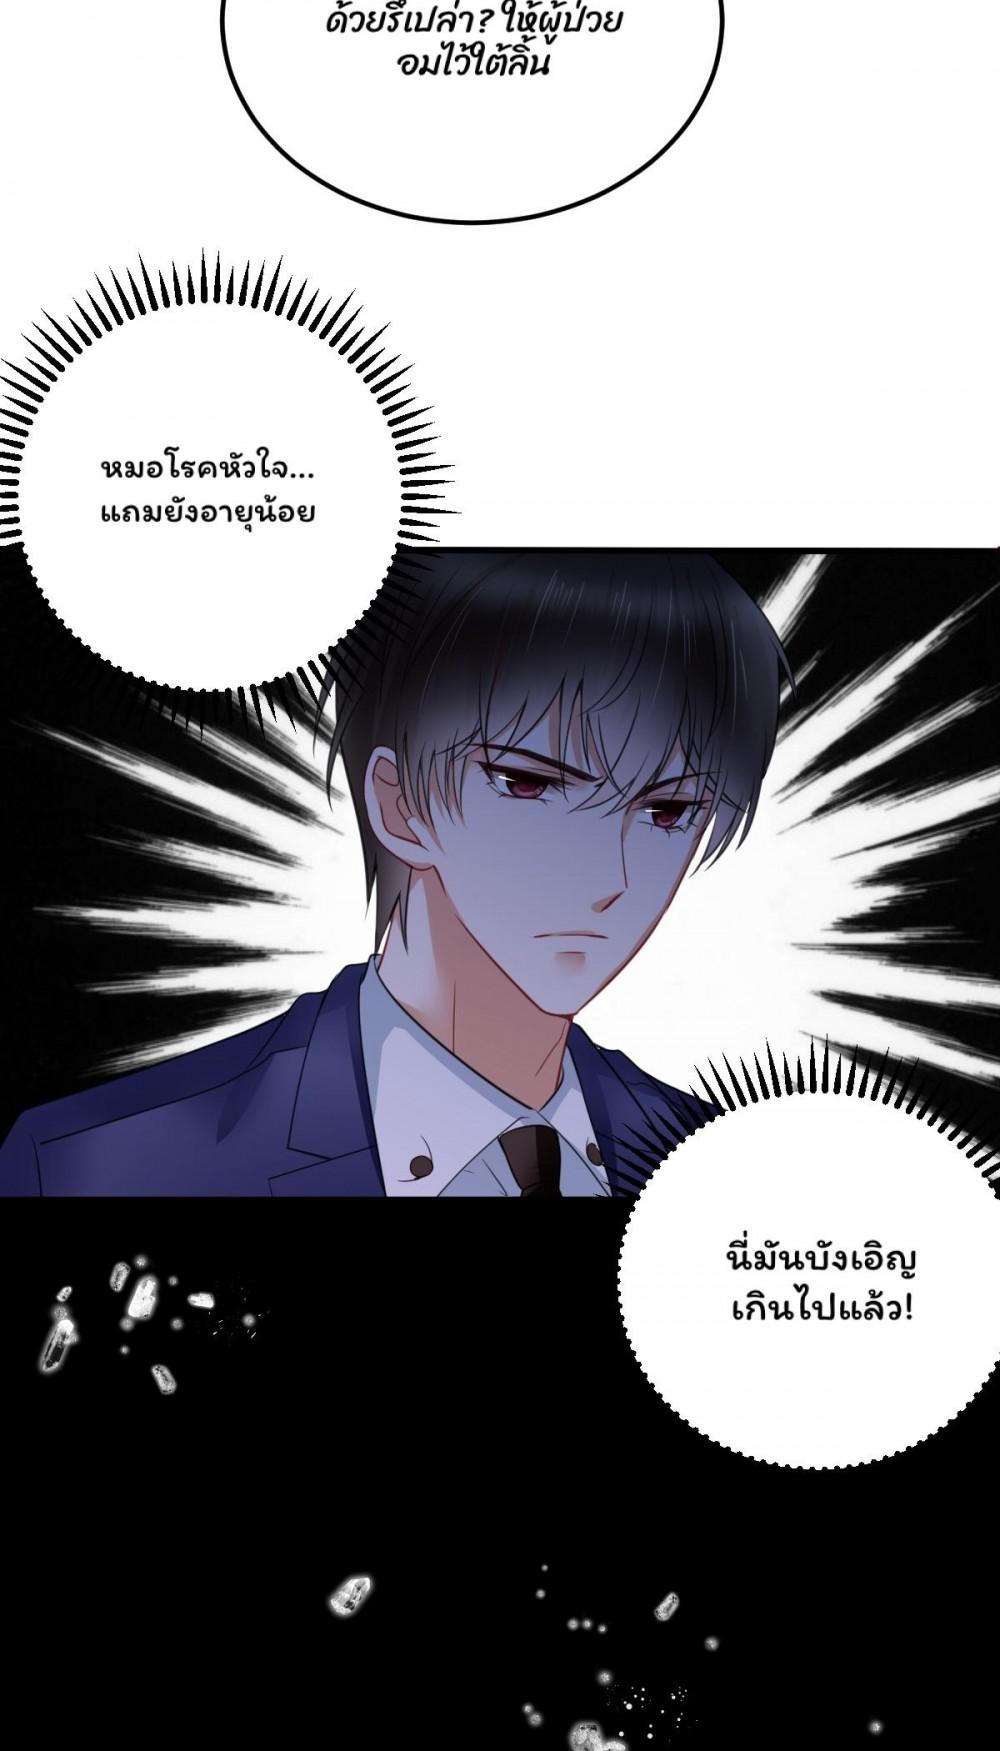 ด้วยรึเปล่า? ให้ผู้ป่วย
อมไว้ใต้ลิ้น
หมอโรคหัวใจ...
แถมยังอายุน้อย
นี่มันบังเอิญ
เกินไปแล้ว!